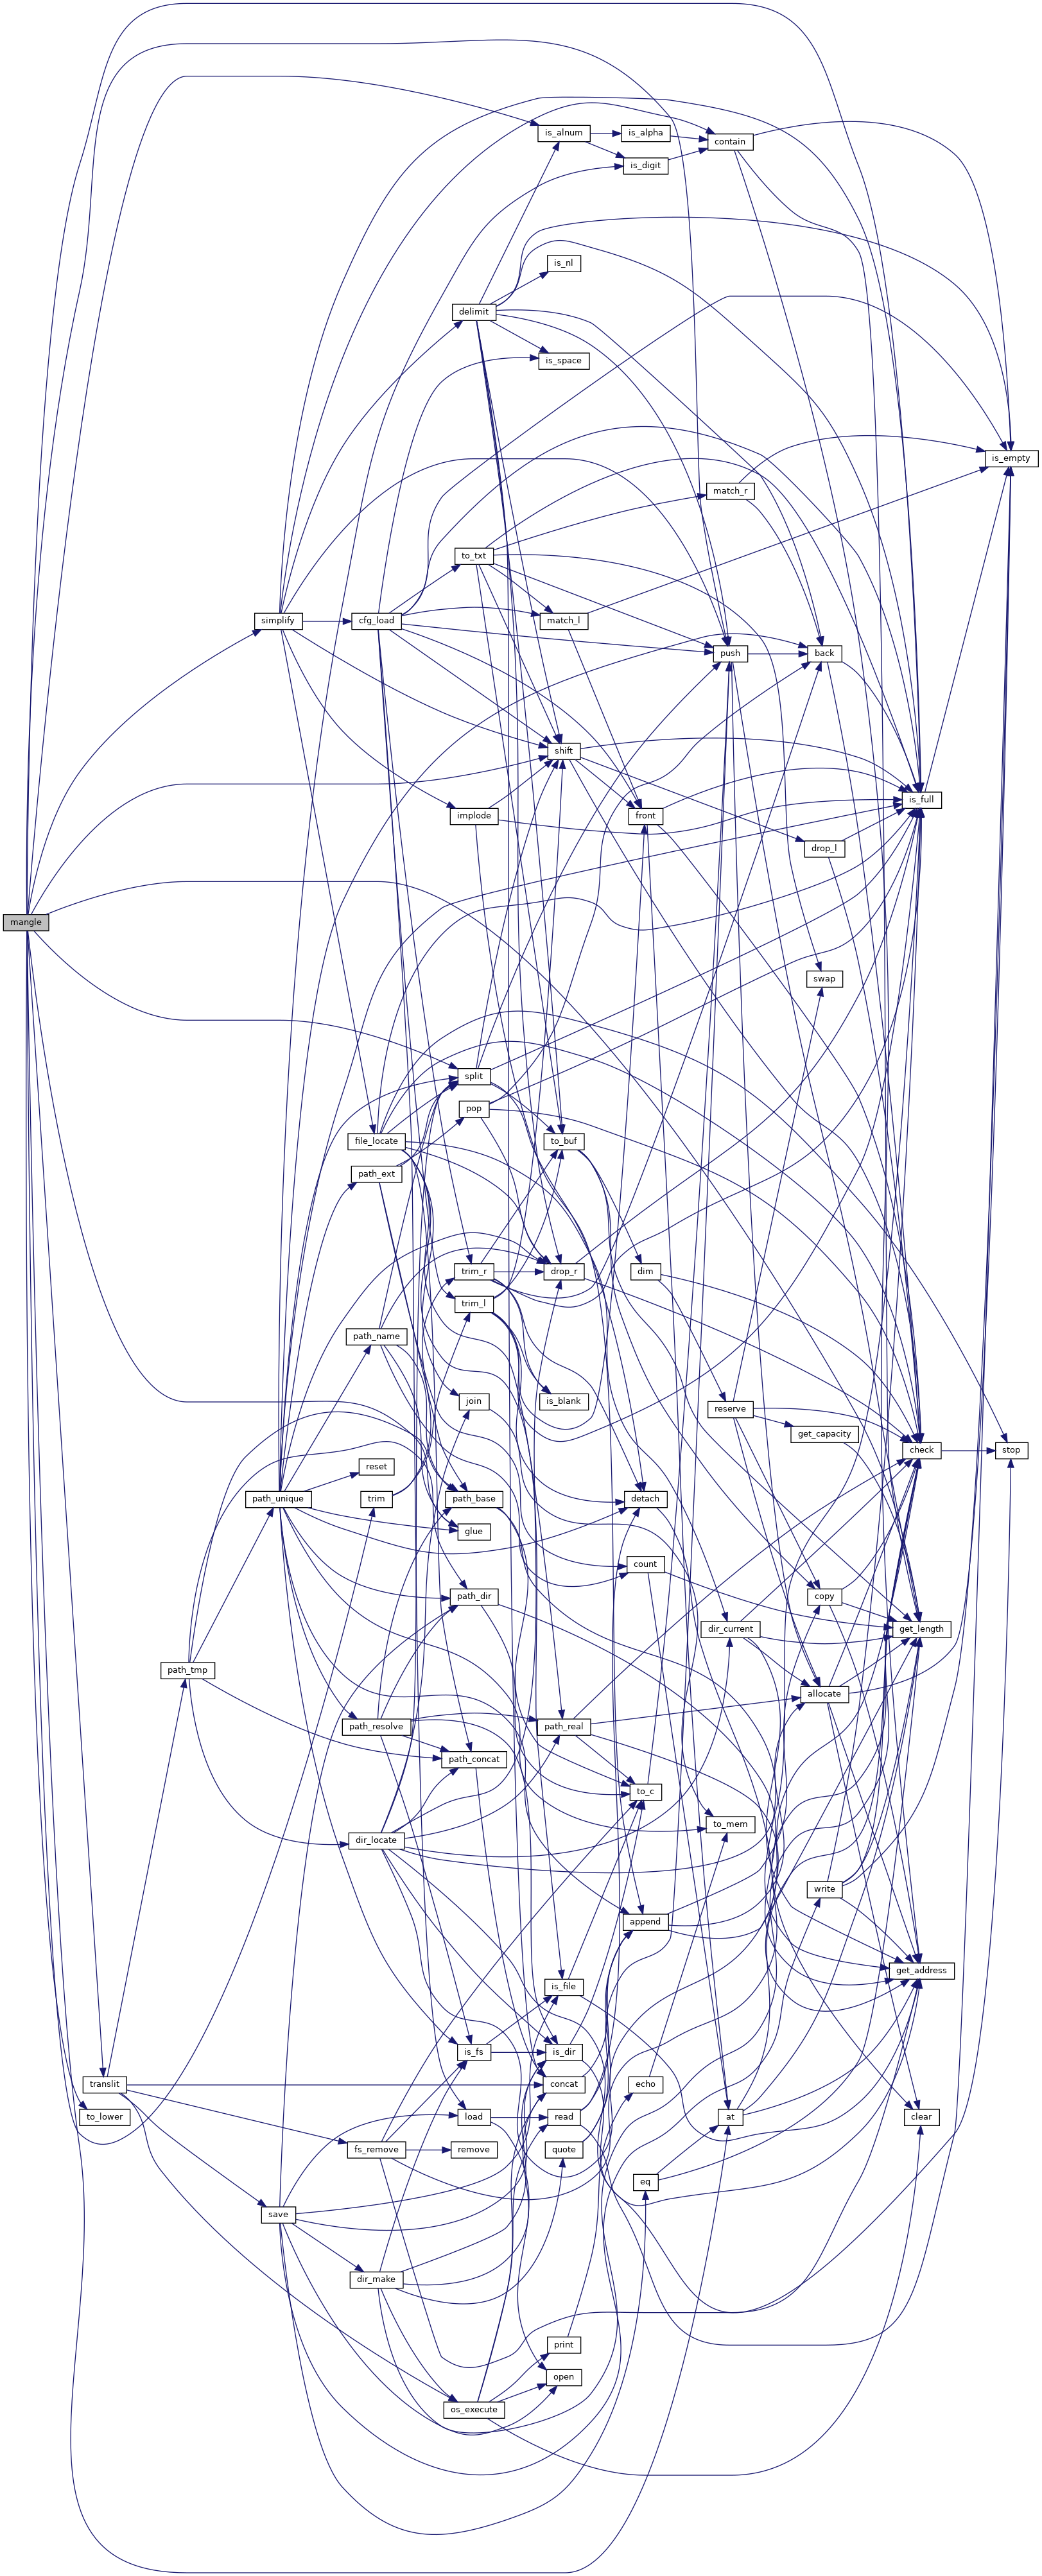 is_alnum
is_alpha
contain
is_digit
is_nl
delimit
is_space
is_empty
match_r
to_txt
simplify
cfg_load
match_l
push
back
shift
is_full
implode
front
drop_l
mangle
swap
split
pop
file_locate
to_buf
path_ext
trim_r
drop_r
dim
trim_l
path_name
join
is_blank
reserve
get_capacity
check
stop
reset
path_unique
trim
path_base
detach
glue
count
path_dir
copy
dir_current
get_length
path_tmp
allocate
path_resolve
path_real
path_concat
to_c
to_mem
dir_locate
write
append
get_address
is_file
is_fs
is_dir
translit
concat
echo
to_lower
load
read
at
clear
fs_remove
remove
quote
eq
save
dir_make
print
open
os_execute